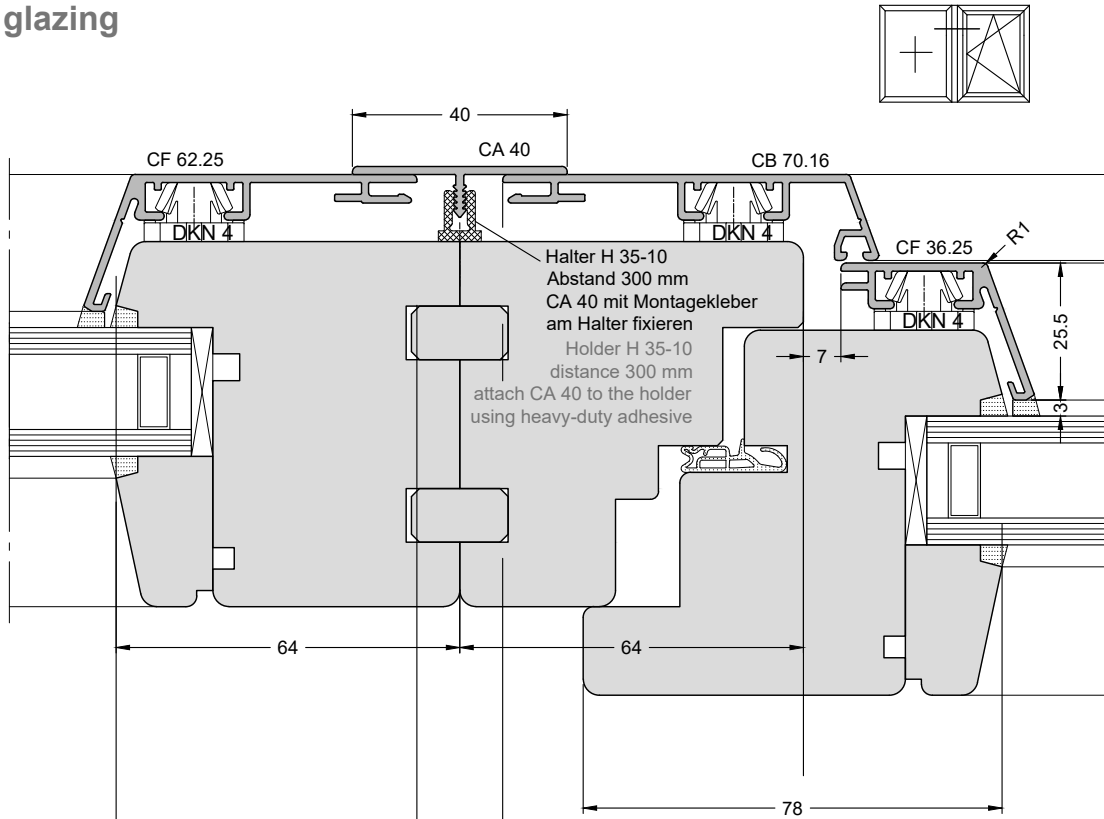 glazing
40
CF 62.25
CA 40
CB 70.16
DKN 4
DKN 4
CF 36.25
R1
Halter H 35-10
Abstand 300 mm
CA 40 mit Montagekleber
am Halter fixieren
Holder H 35-10
distance 300 mm
attach CA 40 to the holder
using heavy-duty adhesive
DKN 4
7
25.5
3
64
64
78